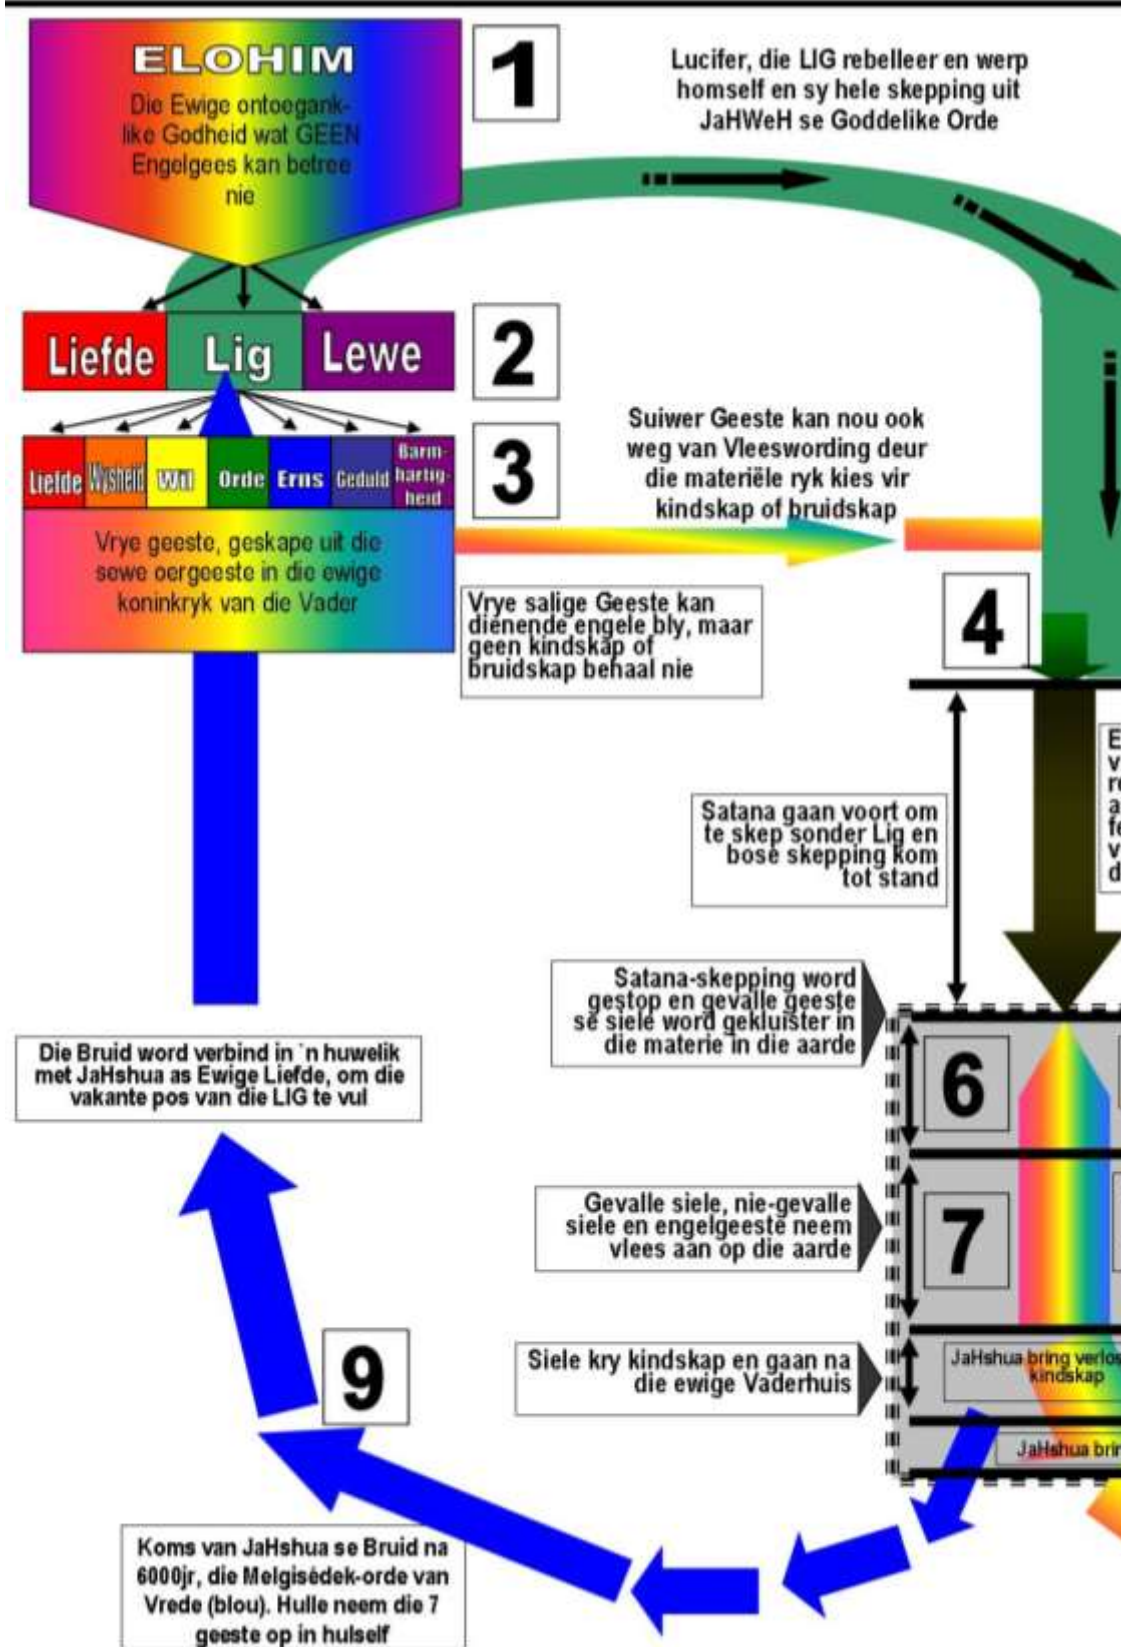 ELOHIM
Die Ewige ontoegank-
like Godheid wat GEEN
Engelgees kan betree
nie
1
Lucifer, die LIG rebelleer en werp
homself en sy hele skepping uit
JaHWeH se Goddelike Orde
Liefde Lig Lewe
2
Liefde Wysheid Wil Orde Erns Geduld Barm-
hartig-
heid
3
Suiwer Geeste kan nou ook
weg van Vleeswording deur
die materiële ryk kies vir
kindskap of bruidskap
Vrye geeste, geskape uit die
sewe oergeeste in die ewige
koninkryk van die Vader
Vrye salige Geeste kan
dienende engele bly, maar
geen kindskap of
bruidskap behaal nie
4
Satana gaan voort om
te skep sonder Lig en
bose skepping kom
tot stand
Satana-skepping word
gestop en gevalle geeste
se siele word gekluister in
die materie in die aarde
6
Die Bruid word verbind in `n huwelik
met JaHshua as Ewige Liefde, om die
vakante pos van die LIG te vul
Gevalle siele, nie-gevalle
siele en engelgeeste neem
vlees aan op die aarde
7
9
Siele kry kindskap en gaan na
die ewige Vaderhuis
JaHshua bring verlos
kindskap
JaHshua brin
Koms van JaHshua se Bruid na
6000jr, die Melgisédek-orde van
Vrede (blou). Hulle neem die 7
geeste op in hulself